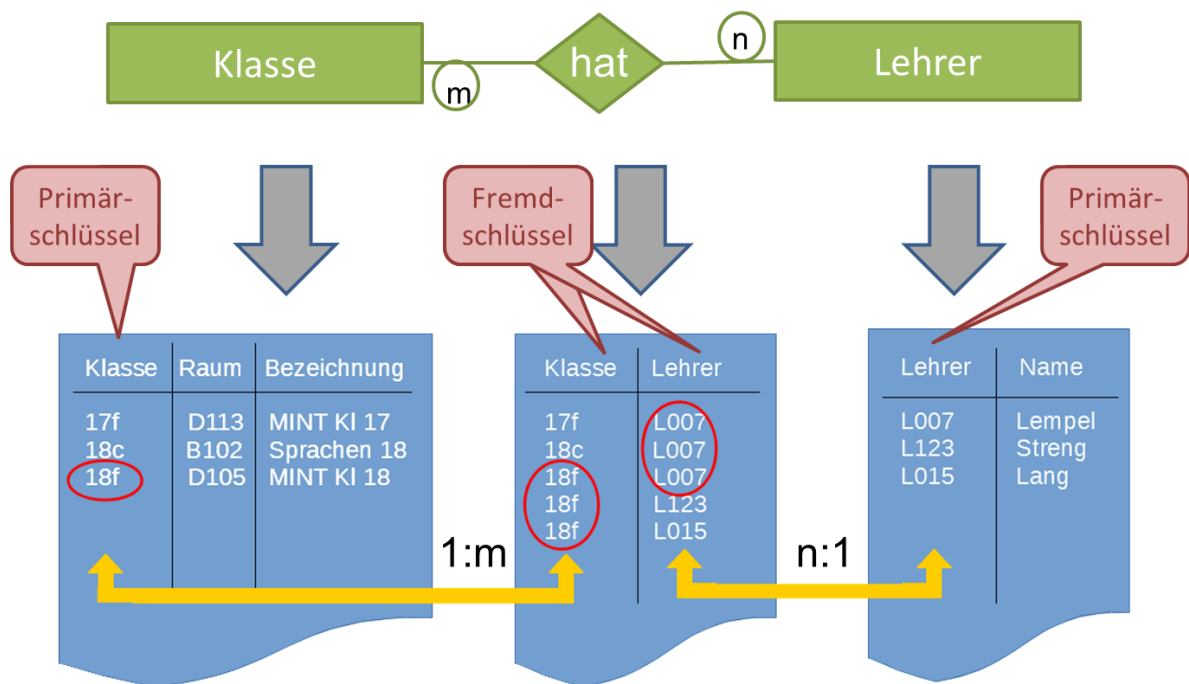 Klasse
m
hat
n
Lehrer
Primär-
schlüssel
Fremd-
schlüssel
Primär-
schlüssel
Klasse Raum Bezeichnung
17f D113 MINT Kl 17
18c B102 Sprachen 18
18f D105 MINT Kl 18
Klasse Lehrer
17f L007
18c L007
18f L007
18f L123
18f L015
Lehrer Name
L007 Lempel
L123 Streng
L015 Lang
1:m
n:1